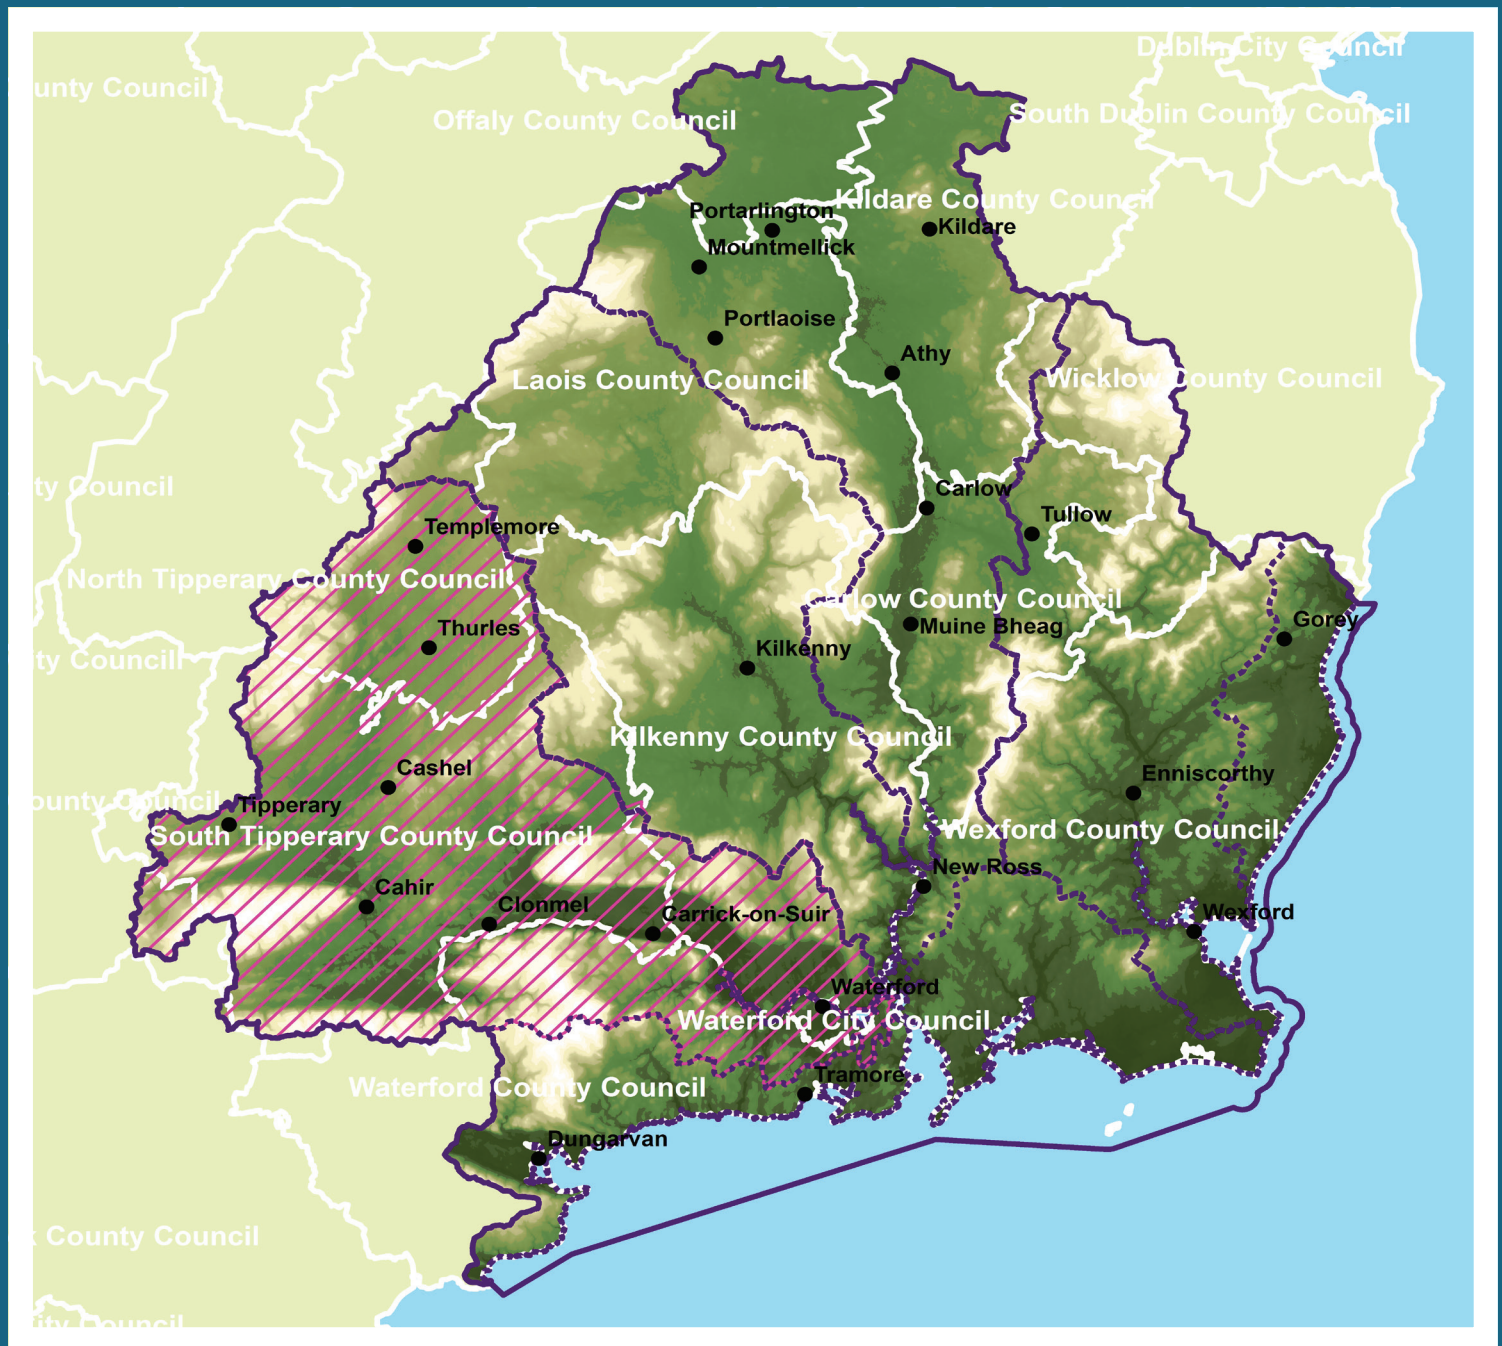 Dublin City Council
unty Council
South Dublin County Council
Offaly County Council
Kildare County Council
Portarlington
Kildare
Mountmellick
Portlaoise
Athy
Laois County Council
Wicklow County Council
ty Council
Carlow
Tullow
Templemore
North Tipperary County Council
Carlow County Council
Gorey
Muine Bheag
Thurles
Kilkenny
ty Council
Kilkenny County Council
Cashel
Enniscorthy
ounty Council
Tipperary
South Tipperary County Council
Wexford County Council
New Ross
Cahir
Clonmel
Carrick-on-Suir
Wexford
Waterford
Waterford City Council
Tramore
Waterford County Council
Dungarvan
k County Council
ity Council